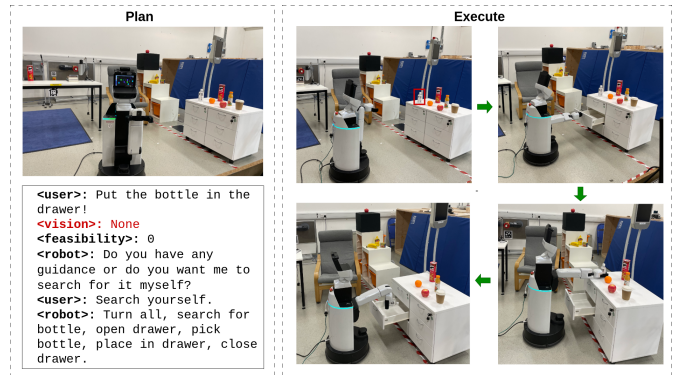 Plan
Execute
<user>: Put the bottle in the
drawer!
<vision>: None
<feasibility>: 0
<robot>: Do you have any
guidance or do you want me to
search for it myself?
<user>: Search yourself.
<robot>: Turn all, search for
bottle, open drawer, pick
bottle, place in drawer, close
drawer.